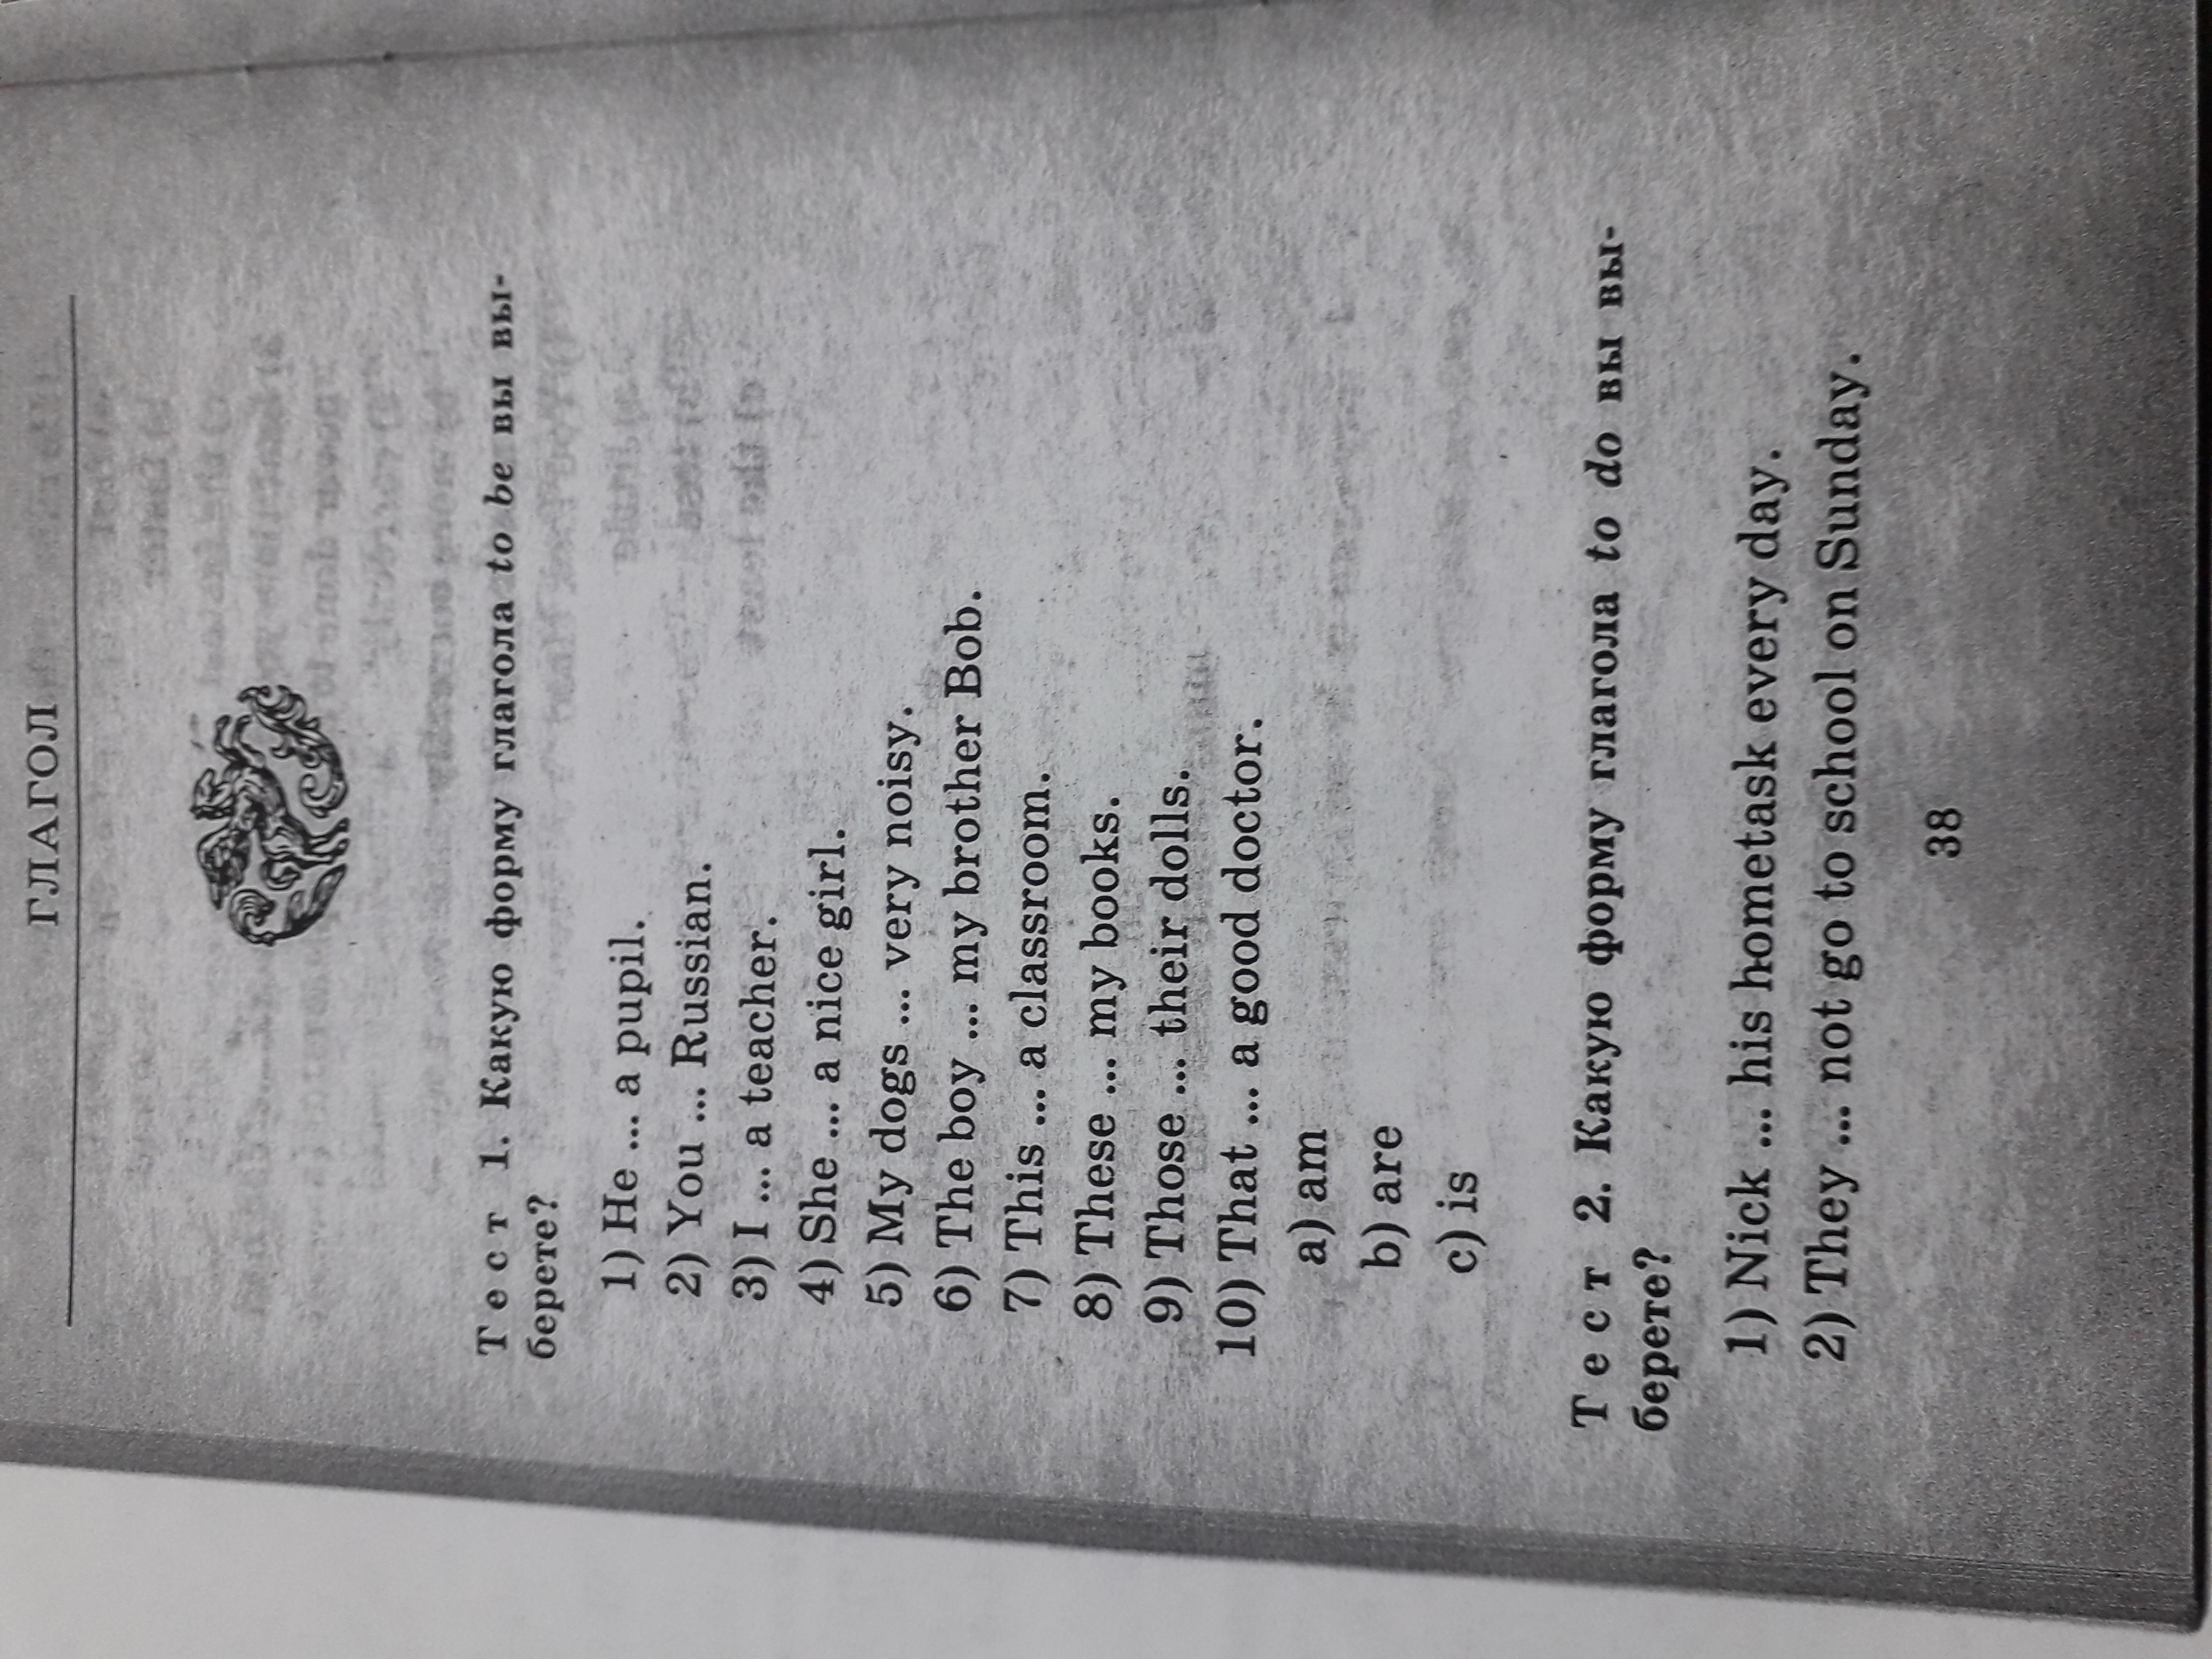 ГЛАГОЛ
Тест 1. Какую форму глагола to be вы вы-
берете?
1) He ... a pupil.
2) You ... Russian.
3) I ... a teacher.
4) She ... a nice girl.
5) My dogs ... very noisy.
6) The boy ... my brother Bob.
7) This ... a classroom.
8) These ... my books.
9) Those ... their dolls.
10) That ... a good doctor.
a) am
b) are
c) is
Тест 2. Какую форму глагола to do вы вы-
берете?
1) Nick ... his hometask every day.
2) They ... not go to school on Sunday.
38